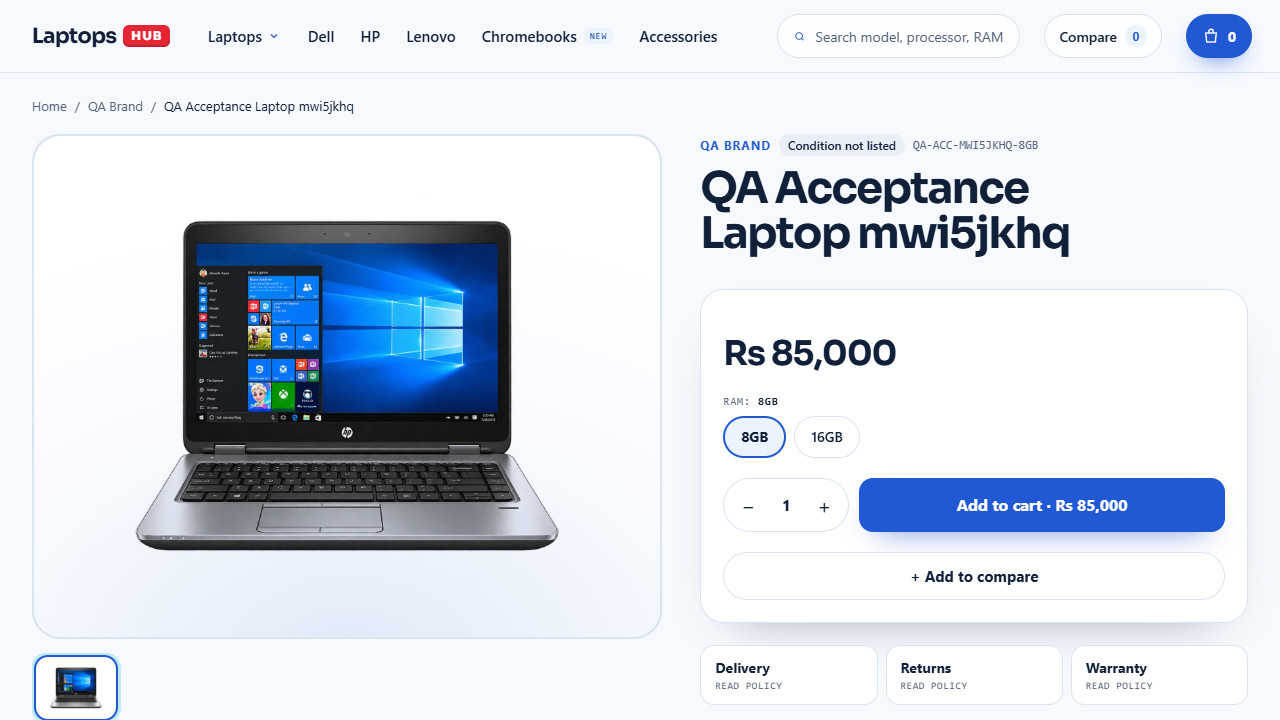 Laptops HUB
Laptops Dell HP Lenovo Chromebooks NEW Accessories
Search model, processor, RAM
Compare 0
0
Home / QA Brand / QA Acceptance Laptop mwi5jkhq
QA BRAND Condition not listed QA-ACC-MWI5JKHQ-8GB
QA Acceptance
Laptop mwi5jkhq
Rs 85,000
RAM: 8GB
8GB 16GB
− 1 +
Add to cart · Rs 85,000
+ Add to compare
Delivery
READ POLICY
Returns
READ POLICY
Warranty
READ POLICY
hp